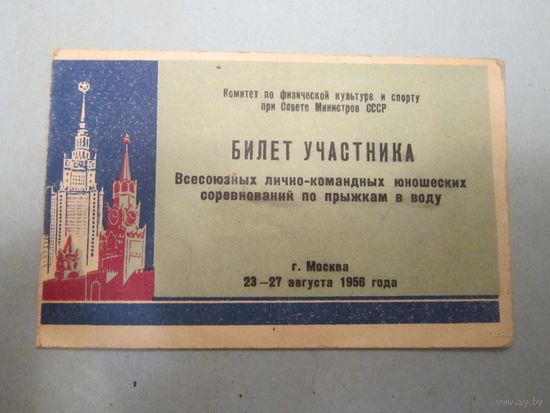 Комитет по физической культуре и спорту
при Совете Министров СССР
БИЛЕТ УЧАСТНИКА
Всесоюзных лично-командных юношеских
соревнований по прыжкам в воду
г. Москва
23—27 августа 1956 года
www.ay.by